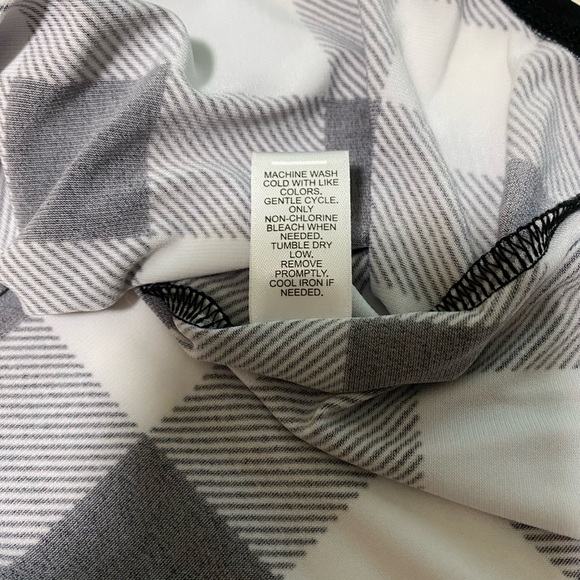 MACHINE WASH
COLD WITH LIKE
COLORS.
GENTLE CYCLE.
ONLY
NON-CHLORINE
BLEACH WHEN
NEEDED.
TUMBLE DRY
LOW.
REMOVE
PROMPTLY.
COOL IRON IF
NEEDED.